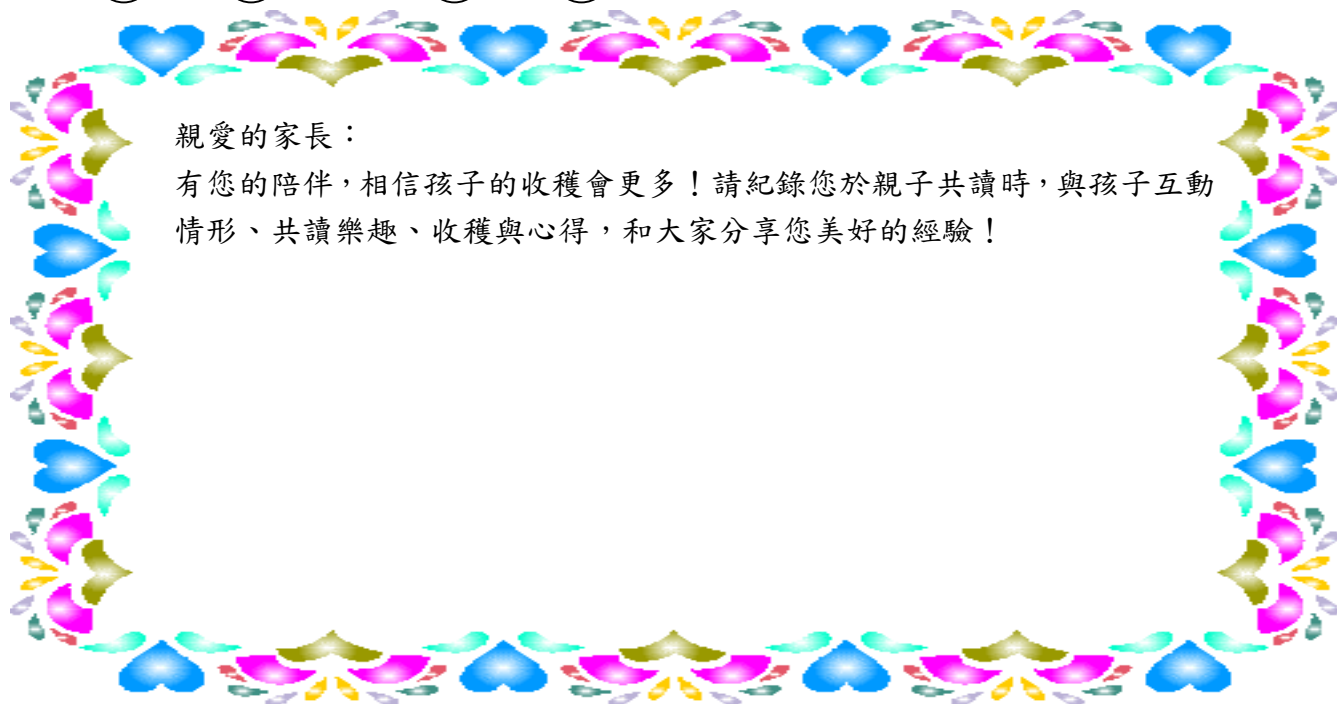 親愛的家長：
有您的陪伴，相信孩子的收穫會更多！請紀錄您於親子共讀時，與孩子互動
情形、共讀樂趣、收穫與心得，和大家分享您美好的經驗！